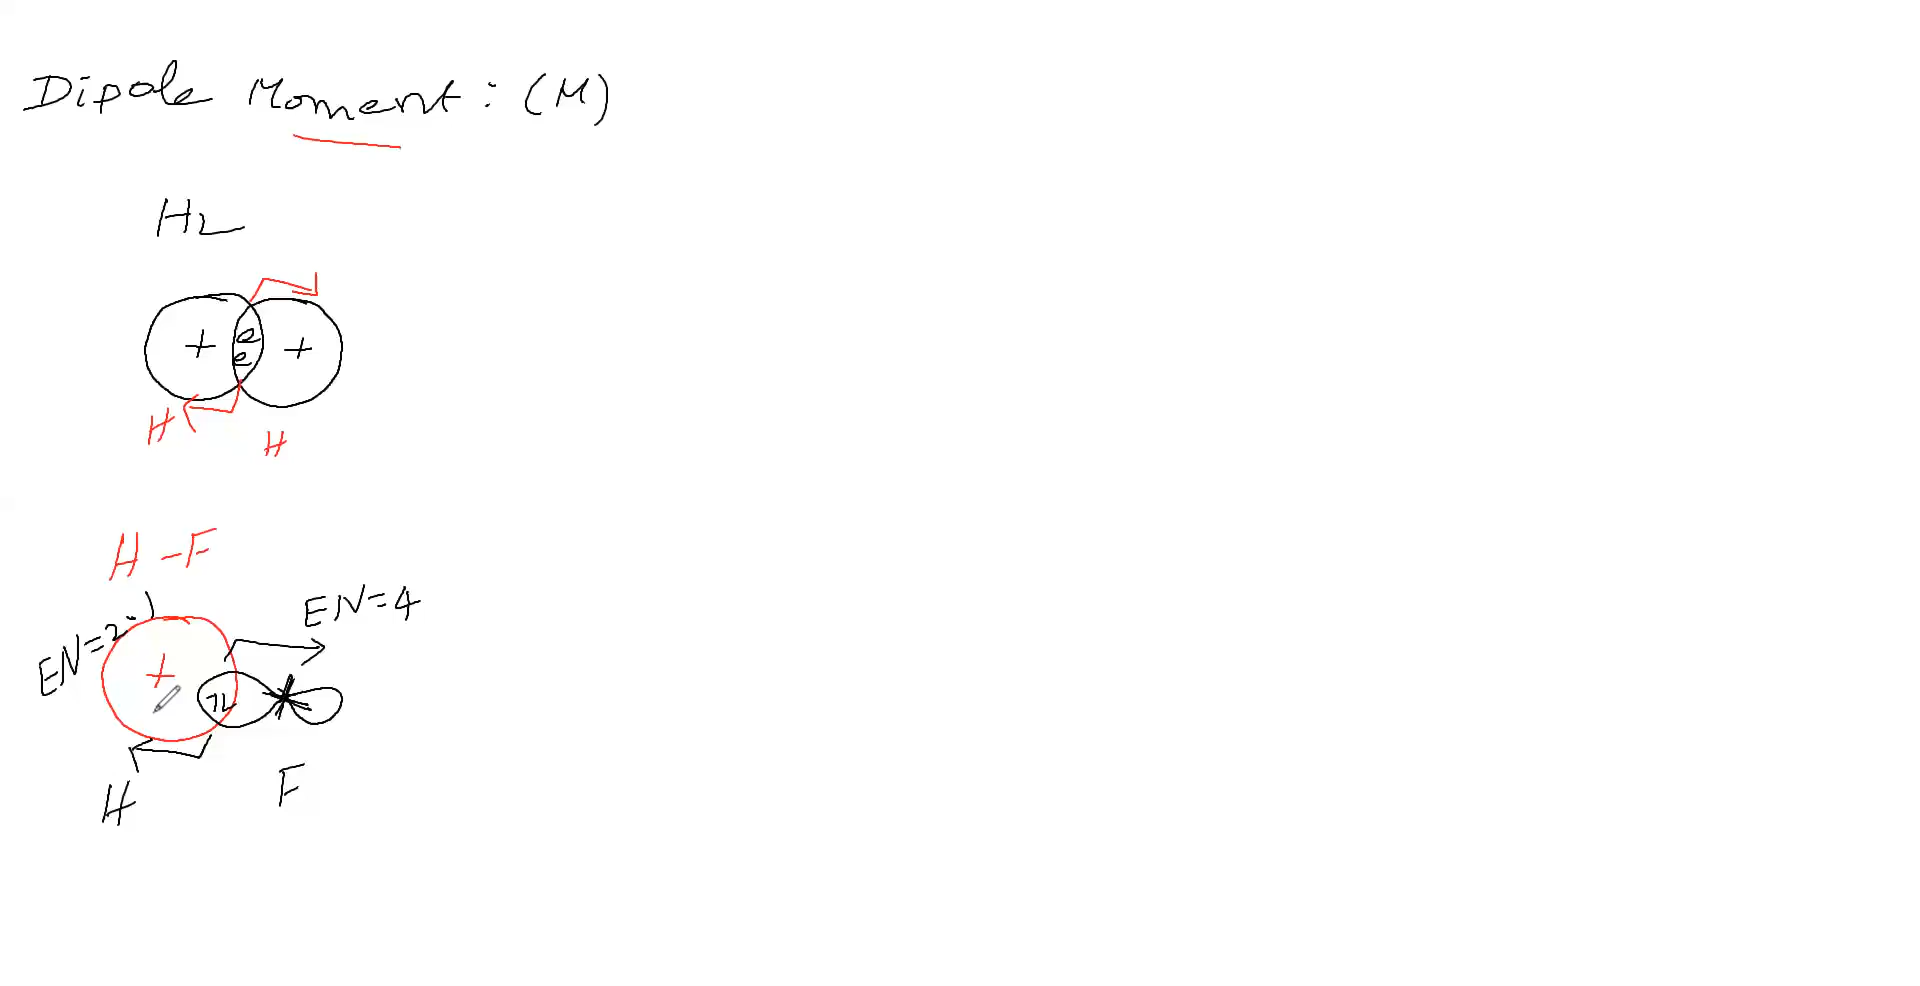 Dipole Moment : (M)
H2
+ e e +
H H
H - F
EN=2.1 EN=4
+
H F